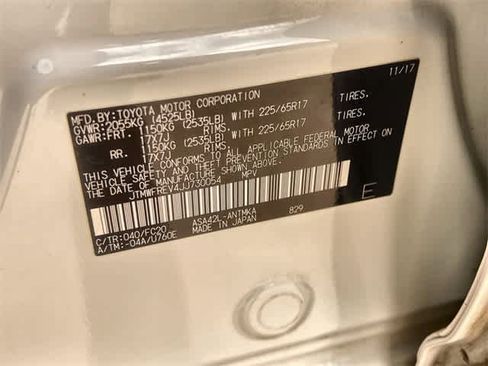 MFD.BY:TOYOTA MOTOR CORPORATION 11/17
GVWR:2055KG (4525LB)
GAWR:FRT. 1150KG (2535LB) WITH 225/65R17 TIRES.
17X7J RIMS
RR. 1150KG (2535LB) WITH 225/65R17 TIRES.
17X7J RIMS
THIS VEHICLE CONFORMS TO ALL APPLICABLE FEDERAL MOTOR
VEHICLE SAFETY AND THEFT PREVENTION STANDARDS IN EFFECT ON
THE DATE OF MANUFACTURE SHOWN ABOVE.
JTMWFREV4JJ730054 MPV
E
C/TR:040/FC20 ASA42L-ANTMKA 829
A/TM:-04A/U760E MADE IN JAPAN